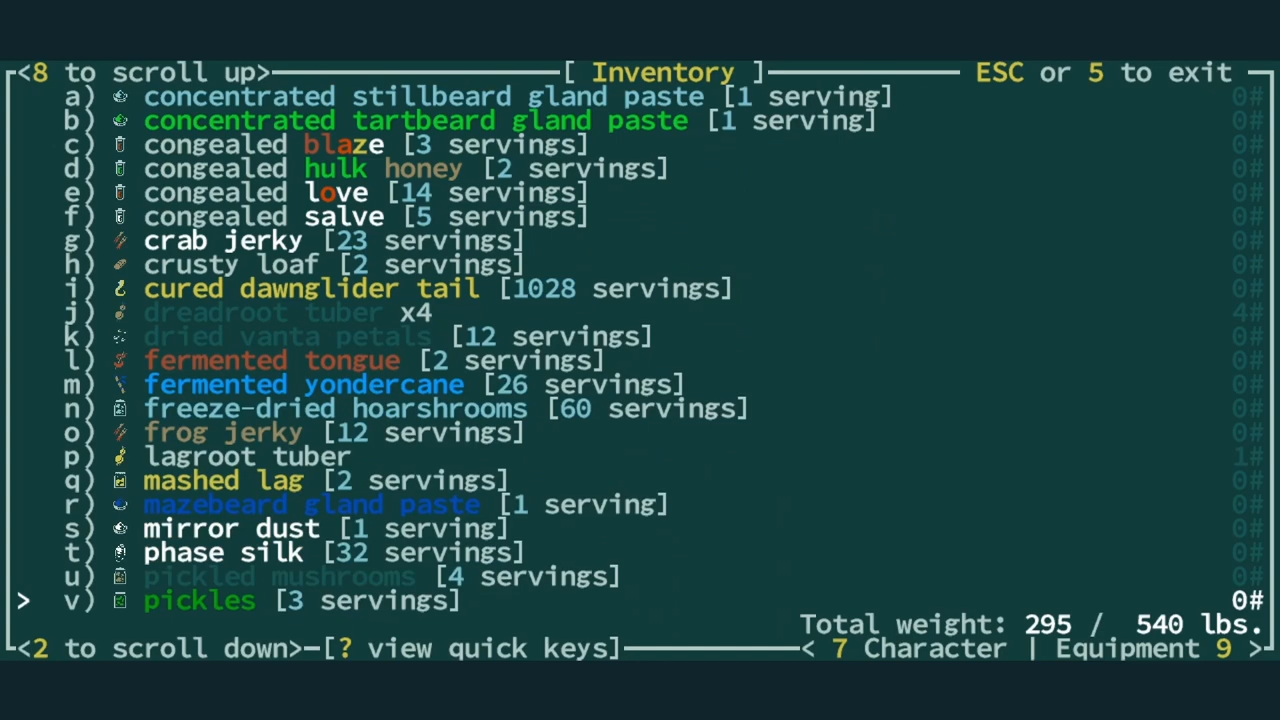 <8 to scroll up> [ Inventory ] ESC or 5 to exit
a) concentrated stillbeard gland paste [1 serving] 0#
b) concentrated tartbeard gland paste [1 serving] 0#
c) congealed blaze [3 servings] 0#
d) congealed hulk honey [2 servings] 0#
e) congealed love [14 servings] 0#
f) congealed salve [5 servings] 0#
g) crab jerky [23 servings] 0#
h) crusty loaf [2 servings] 0#
i) cured dawnglider tail [1028 servings] 0#
j) dreadroot tuber x4 4#
k) dried vanta petals [12 servings] 0#
l) fermented tongue [2 servings] 0#
m) fermented yondercane [26 servings] 0#
n) freeze-dried hoarshrooms [60 servings] 0#
o) frog jerky [12 servings] 0#
p) lagroot tuber 1#
q) mashed lag [2 servings] 0#
r) mazebeard gland paste [1 serving] 0#
s) mirror dust [1 serving] 0#
t) phase silk [32 servings] 0#
u) pickled mushrooms [4 servings] 0#
> v) pickles [3 servings] 0#
Total weight: 295 / 540 lbs.
<2 to scroll down> [? view quick keys] < 7 Character | Equipment 9 >